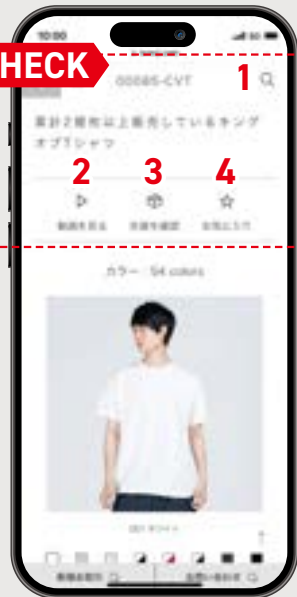 10:00
HECK
00085-CVT
1
累計2億枚以上販売しているキング
オブTシャツ
2
3
4
動画を見る 在庫を確認 お気に入り
カラー 54 colors
001 ホワイト